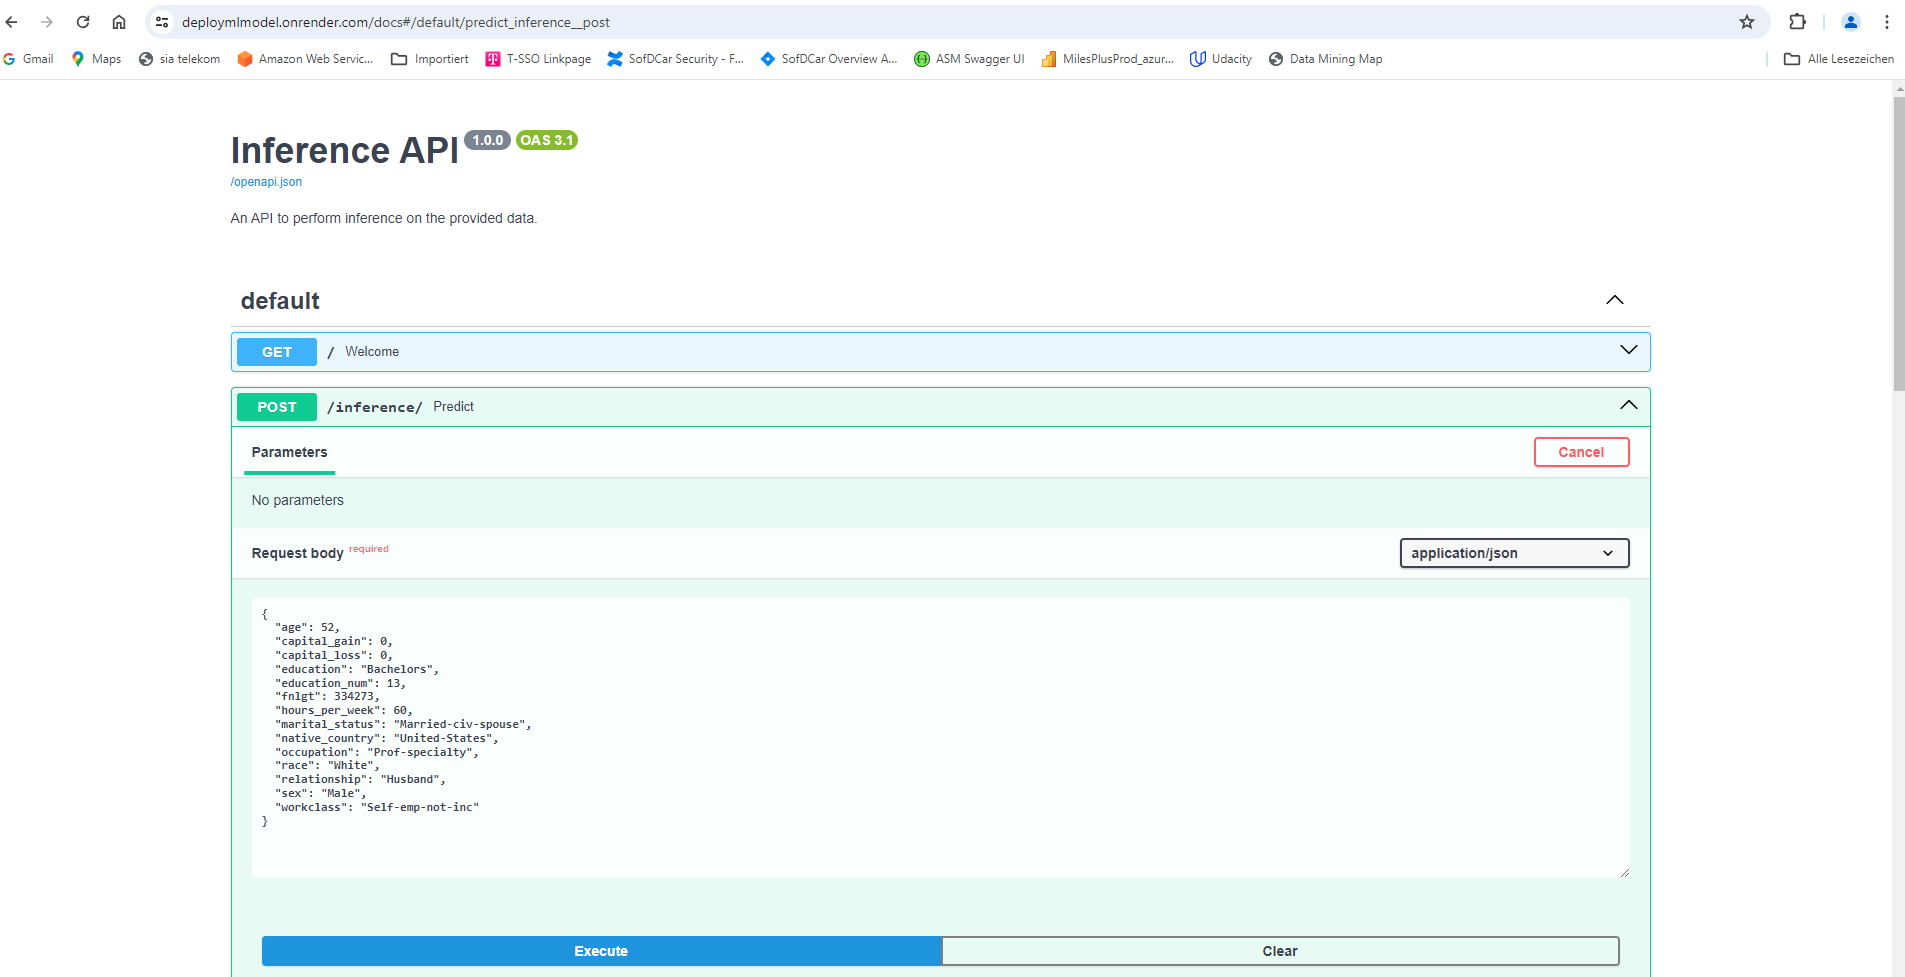 deploymlmodel.onrender.com/docs#/default/predict_inference__post
Gmail Maps sia telekom Amazon Web Servic... Importiert T-SSO Linkpage SofDCar Security - F... SofDCar Overview A... ASM Swagger UI MilesPlusProd_azur... Udacity Data Mining Map Alle Lesezeichen
Inference API 1.0.0 OAS 3.1
/openapi.json
An API to perform inference on the provided data.
default
GET / Welcome
POST /inference/ Predict
Parameters Cancel
No parameters
Request body required application/json
{
"age": 52,
"capital_gain": 0,
"capital_loss": 0,
"education": "Bachelors",
"education_num": 13,
"fnlgt": 334273,
"hours_per_week": 60,
"marital_status": "Married-civ-spouse",
"native_country": "United-States",
"occupation": "Prof-specialty",
"race": "White",
"relationship": "Husband",
"sex": "Male",
"workclass": "Self-emp-not-inc"
}
Execute Clear